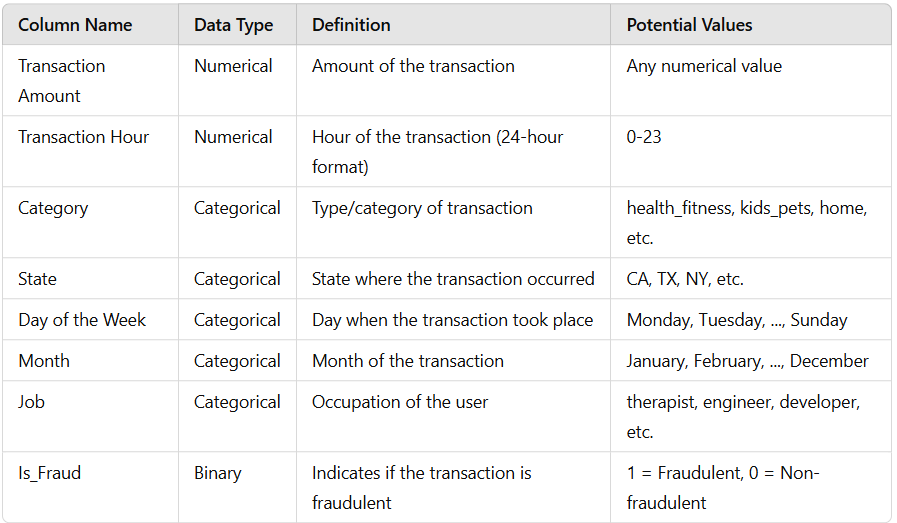 Column Name Data Type Definition Potential Values
Transaction Amount Numerical Amount of the transaction Any numerical value
Transaction Hour Numerical Hour of the transaction (24-hour format) 0-23
Category Categorical Type/category of transaction health_fitness, kids_pets, home, etc.
State Categorical State where the transaction occurred CA, TX, NY, etc.
Day of the Week Categorical Day when the transaction took place Monday, Tuesday, ..., Sunday
Month Categorical Month of the transaction January, February, ..., December
Job Categorical Occupation of the user therapist, engineer, developer, etc.
Is_Fraud Binary Indicates if the transaction is fraudulent 1 = Fraudulent, 0 = Non-fraudulent